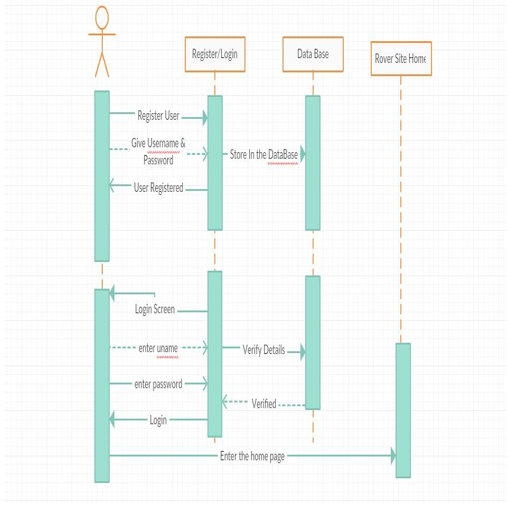 Register/Login
Data Base
Rover Site Home
Register User
Give Username &
Password
Store In the DataBase
User Registered
Login Screen
enter uname
Verify Details
enter password
Verified
Login
Enter the home page